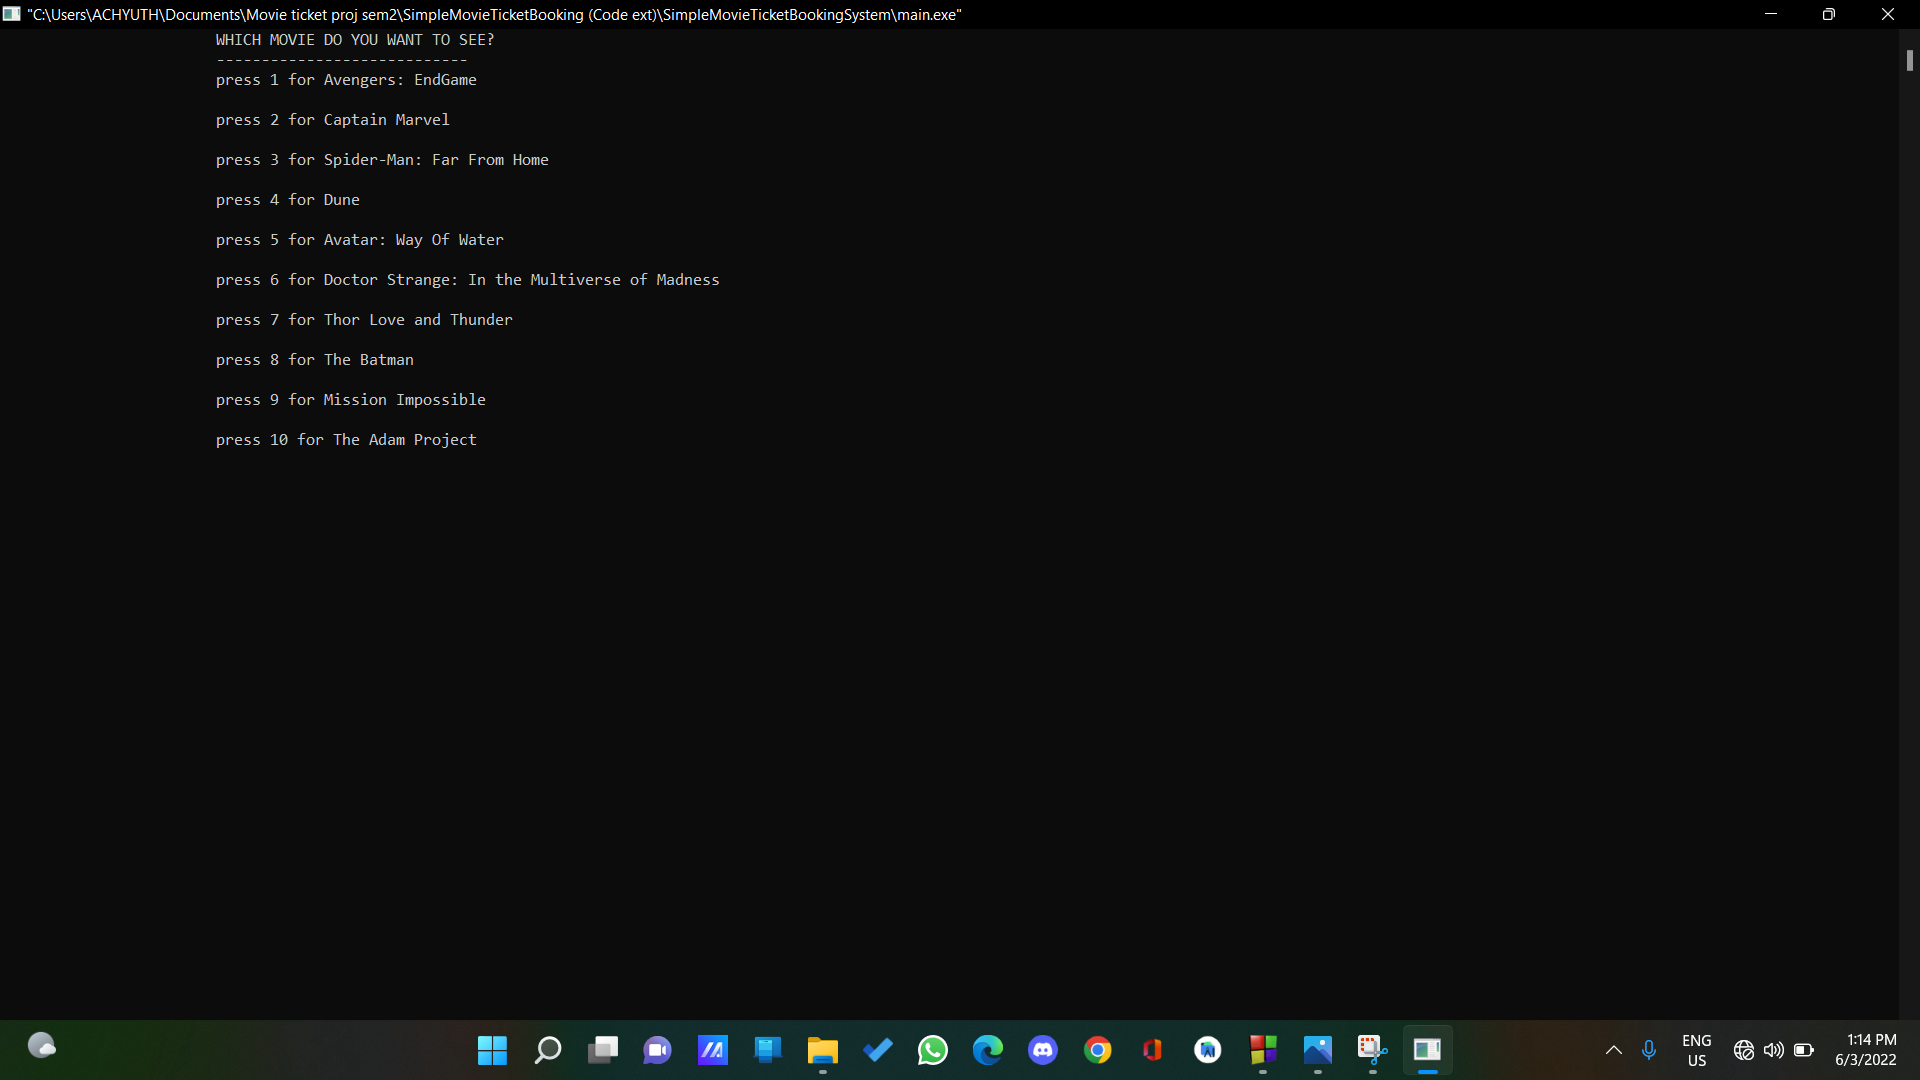 "C:\Users\ACHYUTH\Documents\Movie ticket proj sem2\SimpleMovieTicketBooking (Code ext)\SimpleMovieTicketBookingSystem\main.exe"
WHICH MOVIE DO YOU WANT TO SEE?
----------------------------
press 1 for Avengers: EndGame
press 2 for Captain Marvel
press 3 for Spider-Man: Far From Home
press 4 for Dune
press 5 for Avatar: Way Of Water
press 6 for Doctor Strange: In the Multiverse of Madness
press 7 for Thor Love and Thunder
press 8 for The Batman
press 9 for Mission Impossible
press 10 for The Adam Project
ENG
US
1:14 PM
6/3/2022